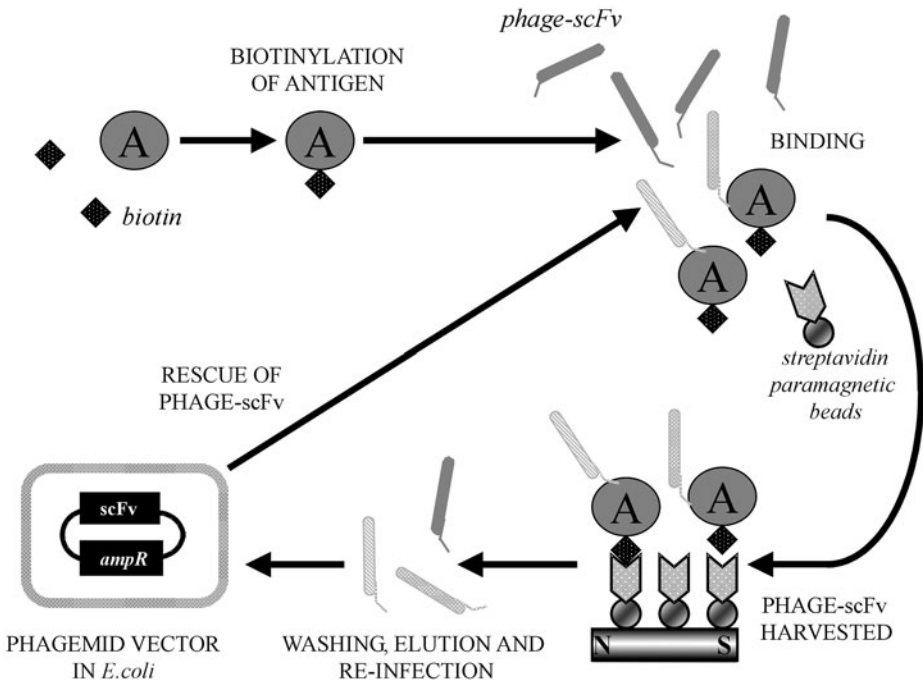 phage-scFv
BIOTINYLATION
OF ANTIGEN
A
A
biotin
BINDING
A
A
streptavidin
paramagnetic
beads
RESCUE OF
PHAGE-scFv
A
A
scFv
ampR
N S
PHAGE-scFv
HARVESTED
WASHING, ELUTION AND
RE-INFECTION
PHAGEMID VECTOR
IN E.coli